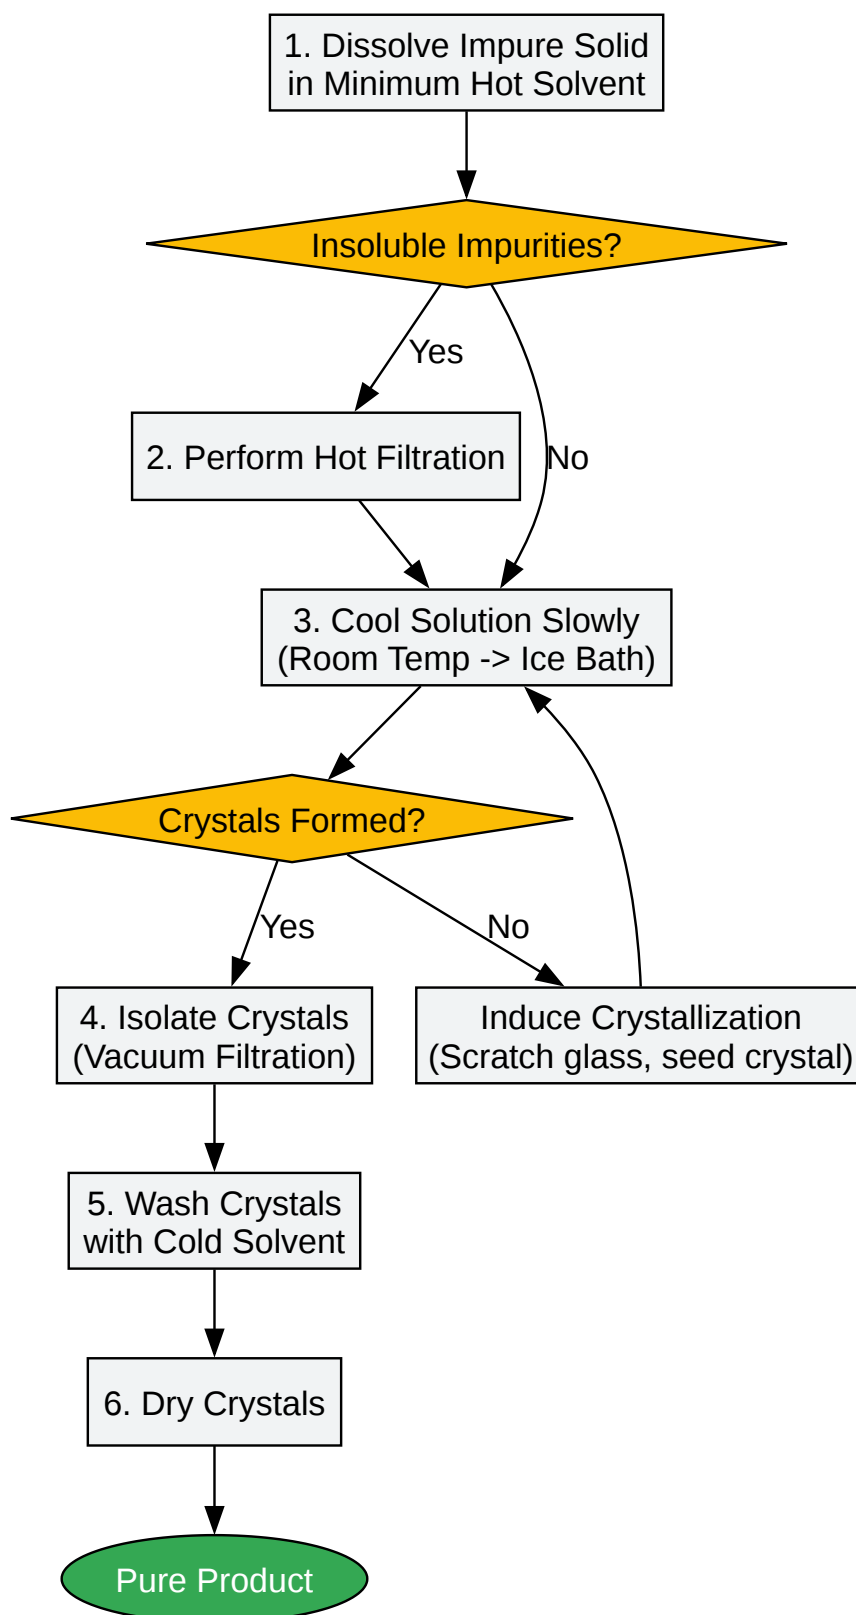 1. Dissolve Impure Solid
in Minimum Hot Solvent
Insoluble Impurities?
Yes
2. Perform Hot Filtration
No
3. Cool Solution Slowly
(Room Temp -> Ice Bath)
Crystals Formed?
Yes
No
4. Isolate Crystals
(Vacuum Filtration)
Induce Crystallization
(Scratch glass, seed crystal)
5. Wash Crystals
with Cold Solvent
6. Dry Crystals
Pure Product